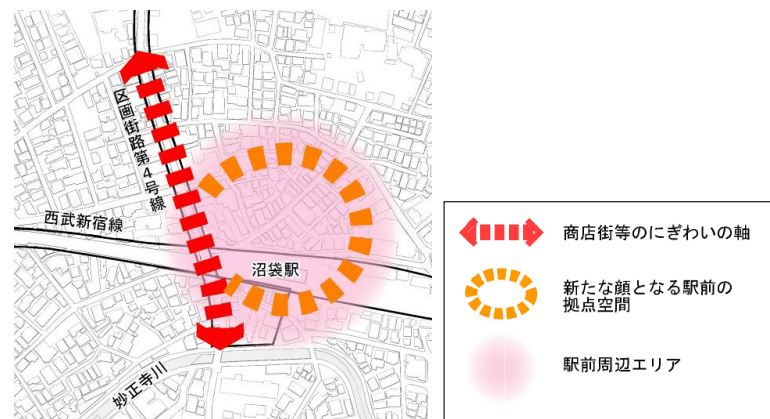 区画街路第4号線
西武新宿線
沼袋駅
妙正寺川
商店街等のにぎわいの軸
新たな顔となる駅前の
拠点空間
駅前周辺エリア